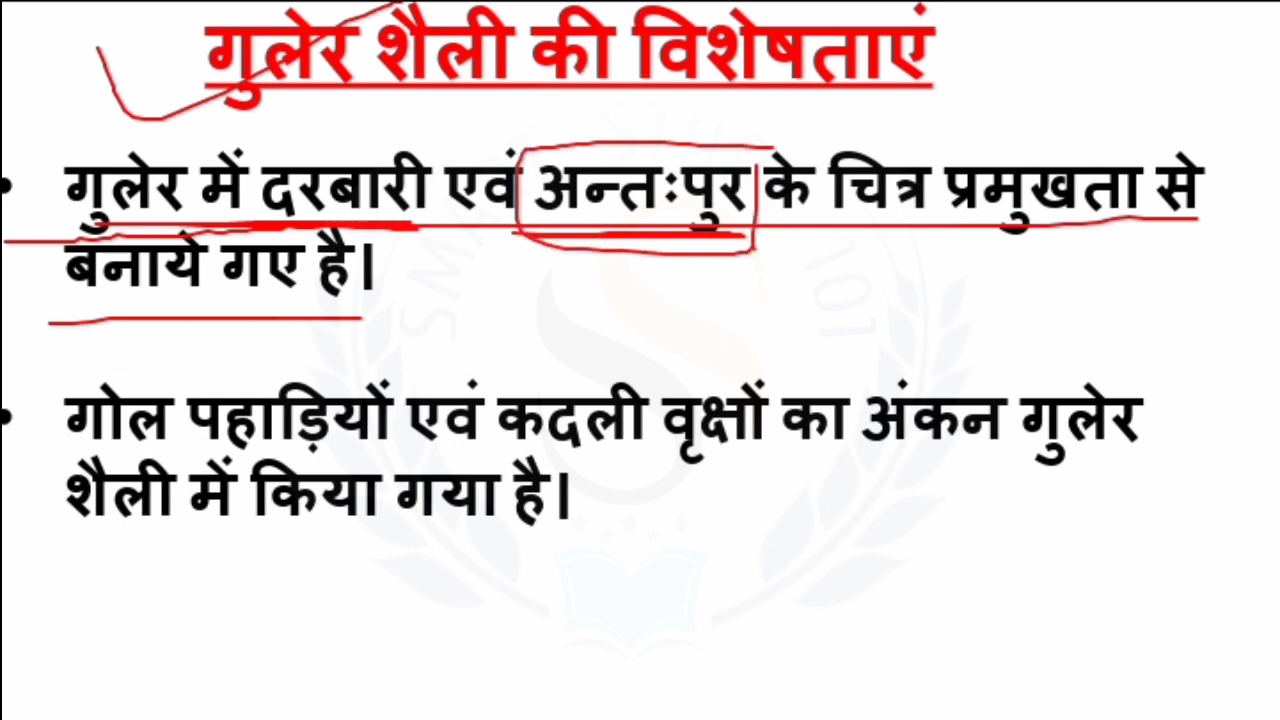 गुलेर शैली की विशेषताएं
• गुलेर में दरबारी एवं अन्तःपुर के चित्र प्रमुखता से
बनाये गए है।
• गोल पहाड़ियों एवं कदली वृक्षों का अंकन गुलेर
शैली में किया गया है।